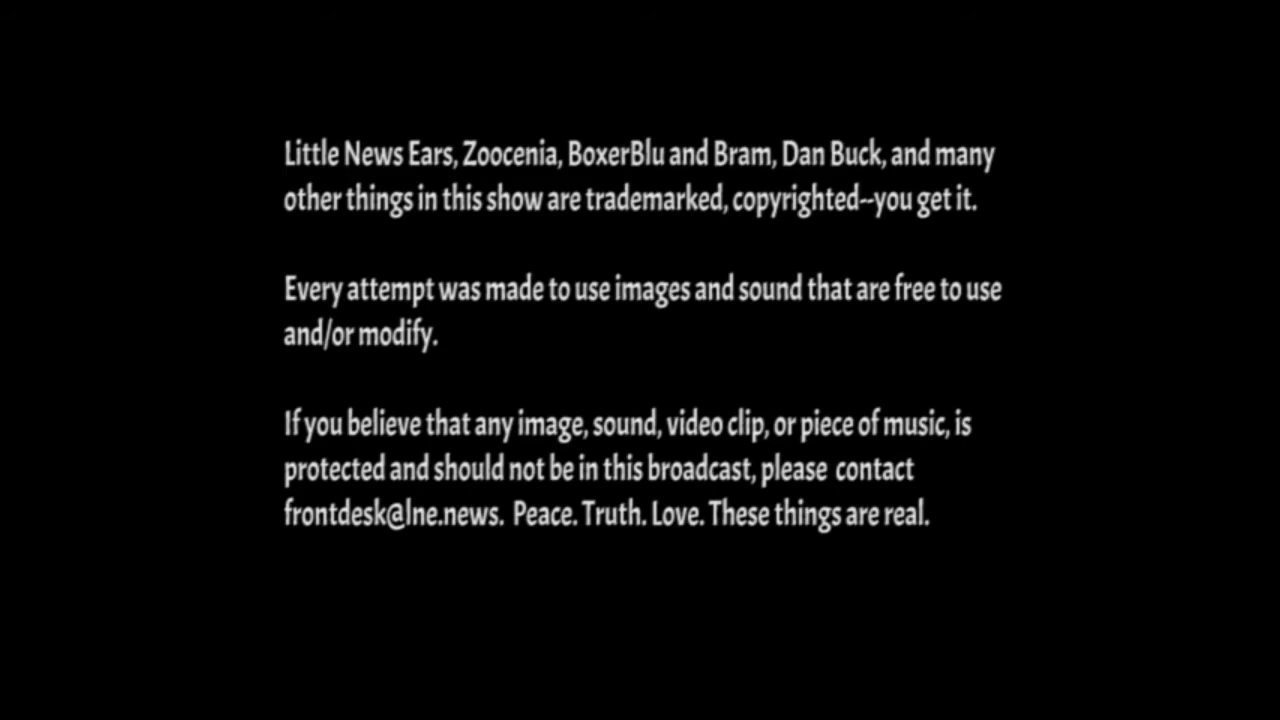 Little News Ears, Zoocenia, BoxerBlu and Bram, Dan Buck, and many
other things in this show are trademarked, copyrighted--you get it.
Every attempt was made to use images and sound that are free to use
and/or modify.
If you believe that any image, sound, video clip, or piece of music, is
protected and should not be in this broadcast, please  contact
frontdesk@lne.news.  Peace. Truth. Love. These things are real.